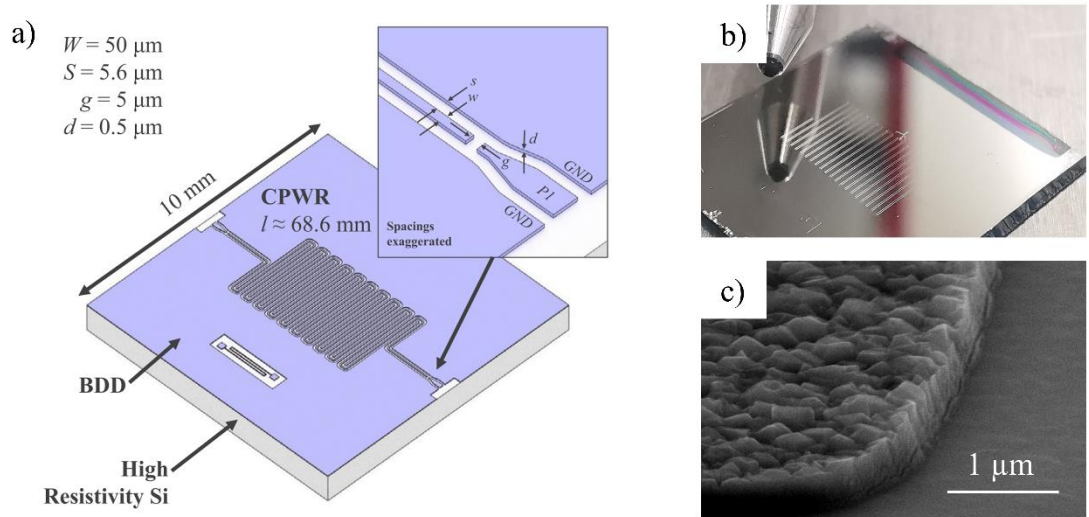 a)
W = 50 μm
S = 5.6 μm
g = 5 μm
d = 0.5 μm
10 mm
CPWR
l ≈ 68.6 mm
BDD
High
Resistivity Si
s
w
d
g
GND
P1
GND
Spacings
exaggerated
b)
c)
1 μm